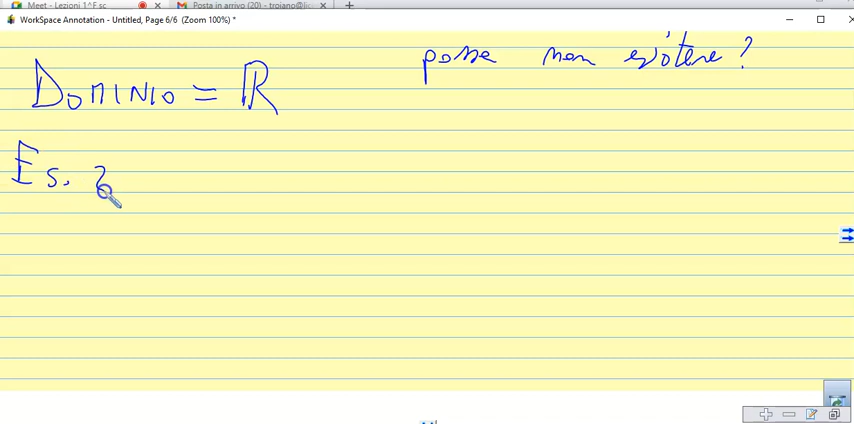 Meet - Lezioni 1^F sc
Posta in arrivo (20) - trojano@lic
WorkSpace Annotation - Untitled, Page 6/6 (Zoom 100%) *
possa non esistere?
DOMINIO = ℝ
Es. 2